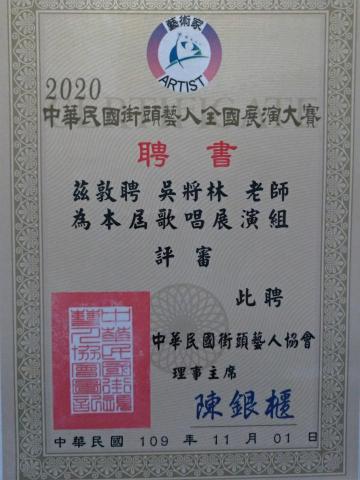 藝術家
ARTIST
2020
中華民國街頭藝人全國展演大賽
聘書
茲敦聘 吳將林 老師
為本屆歌唱展演組
評審
此聘
中華民國街頭藝人協會
理事主席
陳銀櫃
中華民國 109 年 11 月 01 日